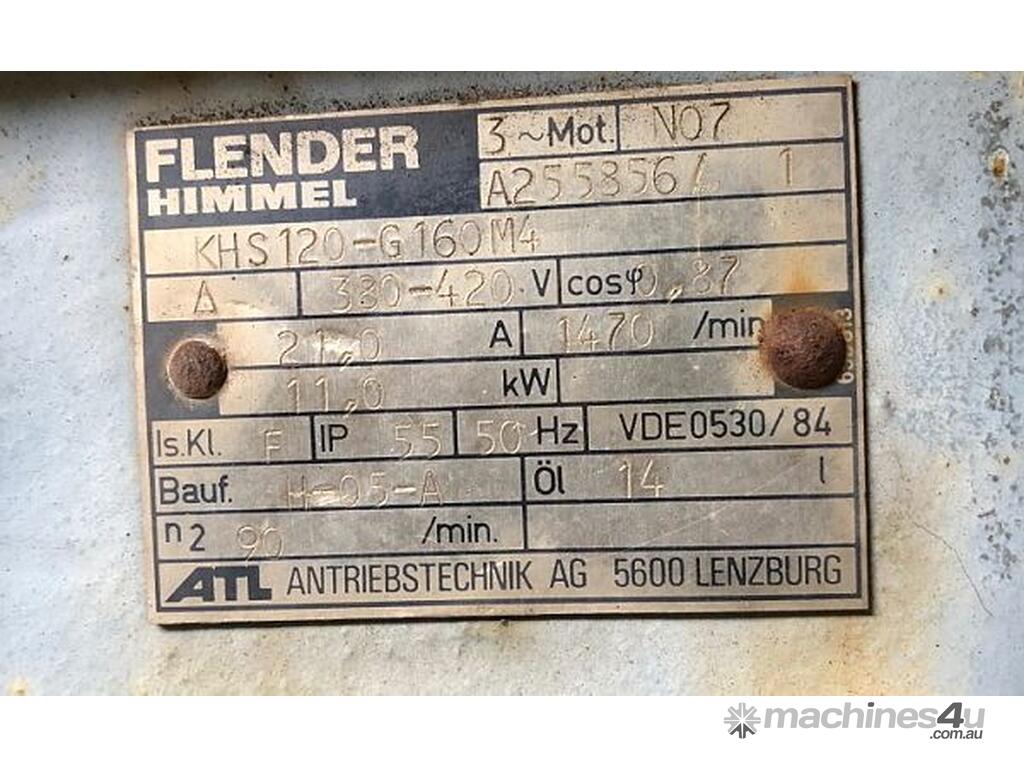 FLENDER
HIMMEL
3~Mot. NO7
A2558564 1
KHS120-G160M4
Δ 380-420 V cosφ 0,87
21,0 A 1470 /min
11,0 kW
Is.Kl. F IP 55 50 Hz VDE0530/84
Bauf. H-05-A Öl 14 l
n2 90 /min.
ATL ANTRIEBSTECHNIK AG 5600 LENZBURG
machines4u
.com.au